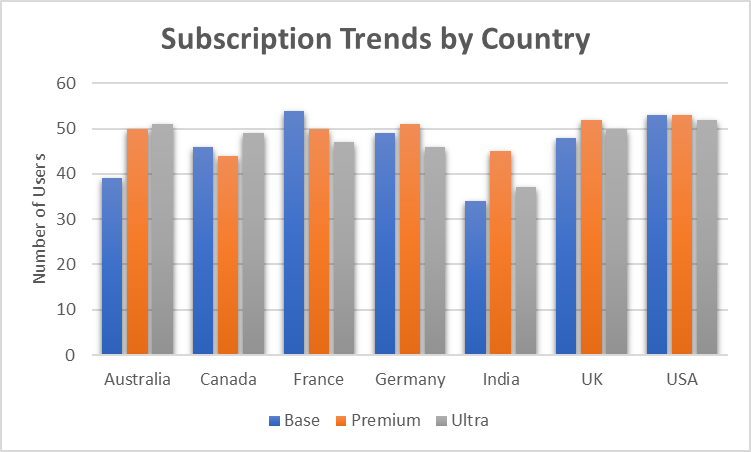 Subscription Trends by Country
Number of Users
60
50
40
30
20
10
0
Australia Canada France Germany India UK USA
Base Premium Ultra